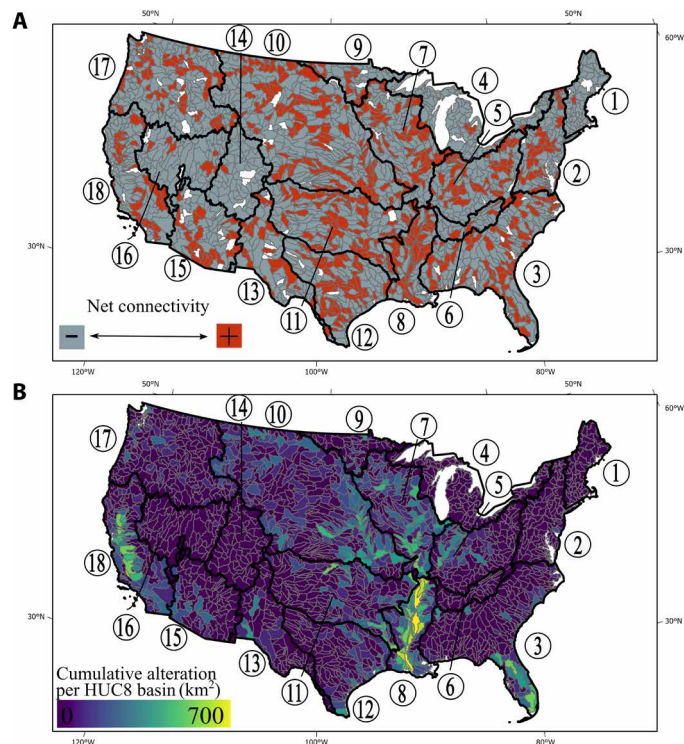 A
50°N
14
10
9
7
50°N
60°N
17
4
5
1
2
18
30°N
30°N
16
15
13
3
Net connectivity
11
12
8
6
− +
120°W
100°W
80°W
B
50°N
14
10
9
7
50°N
60°N
17
4
5
1
2
18
30°N
30°N
16
15
13
3
Cumulative alteration
per HUC8 basin (km²)
11
12
8
6
0 700
120°W
100°W
80°W